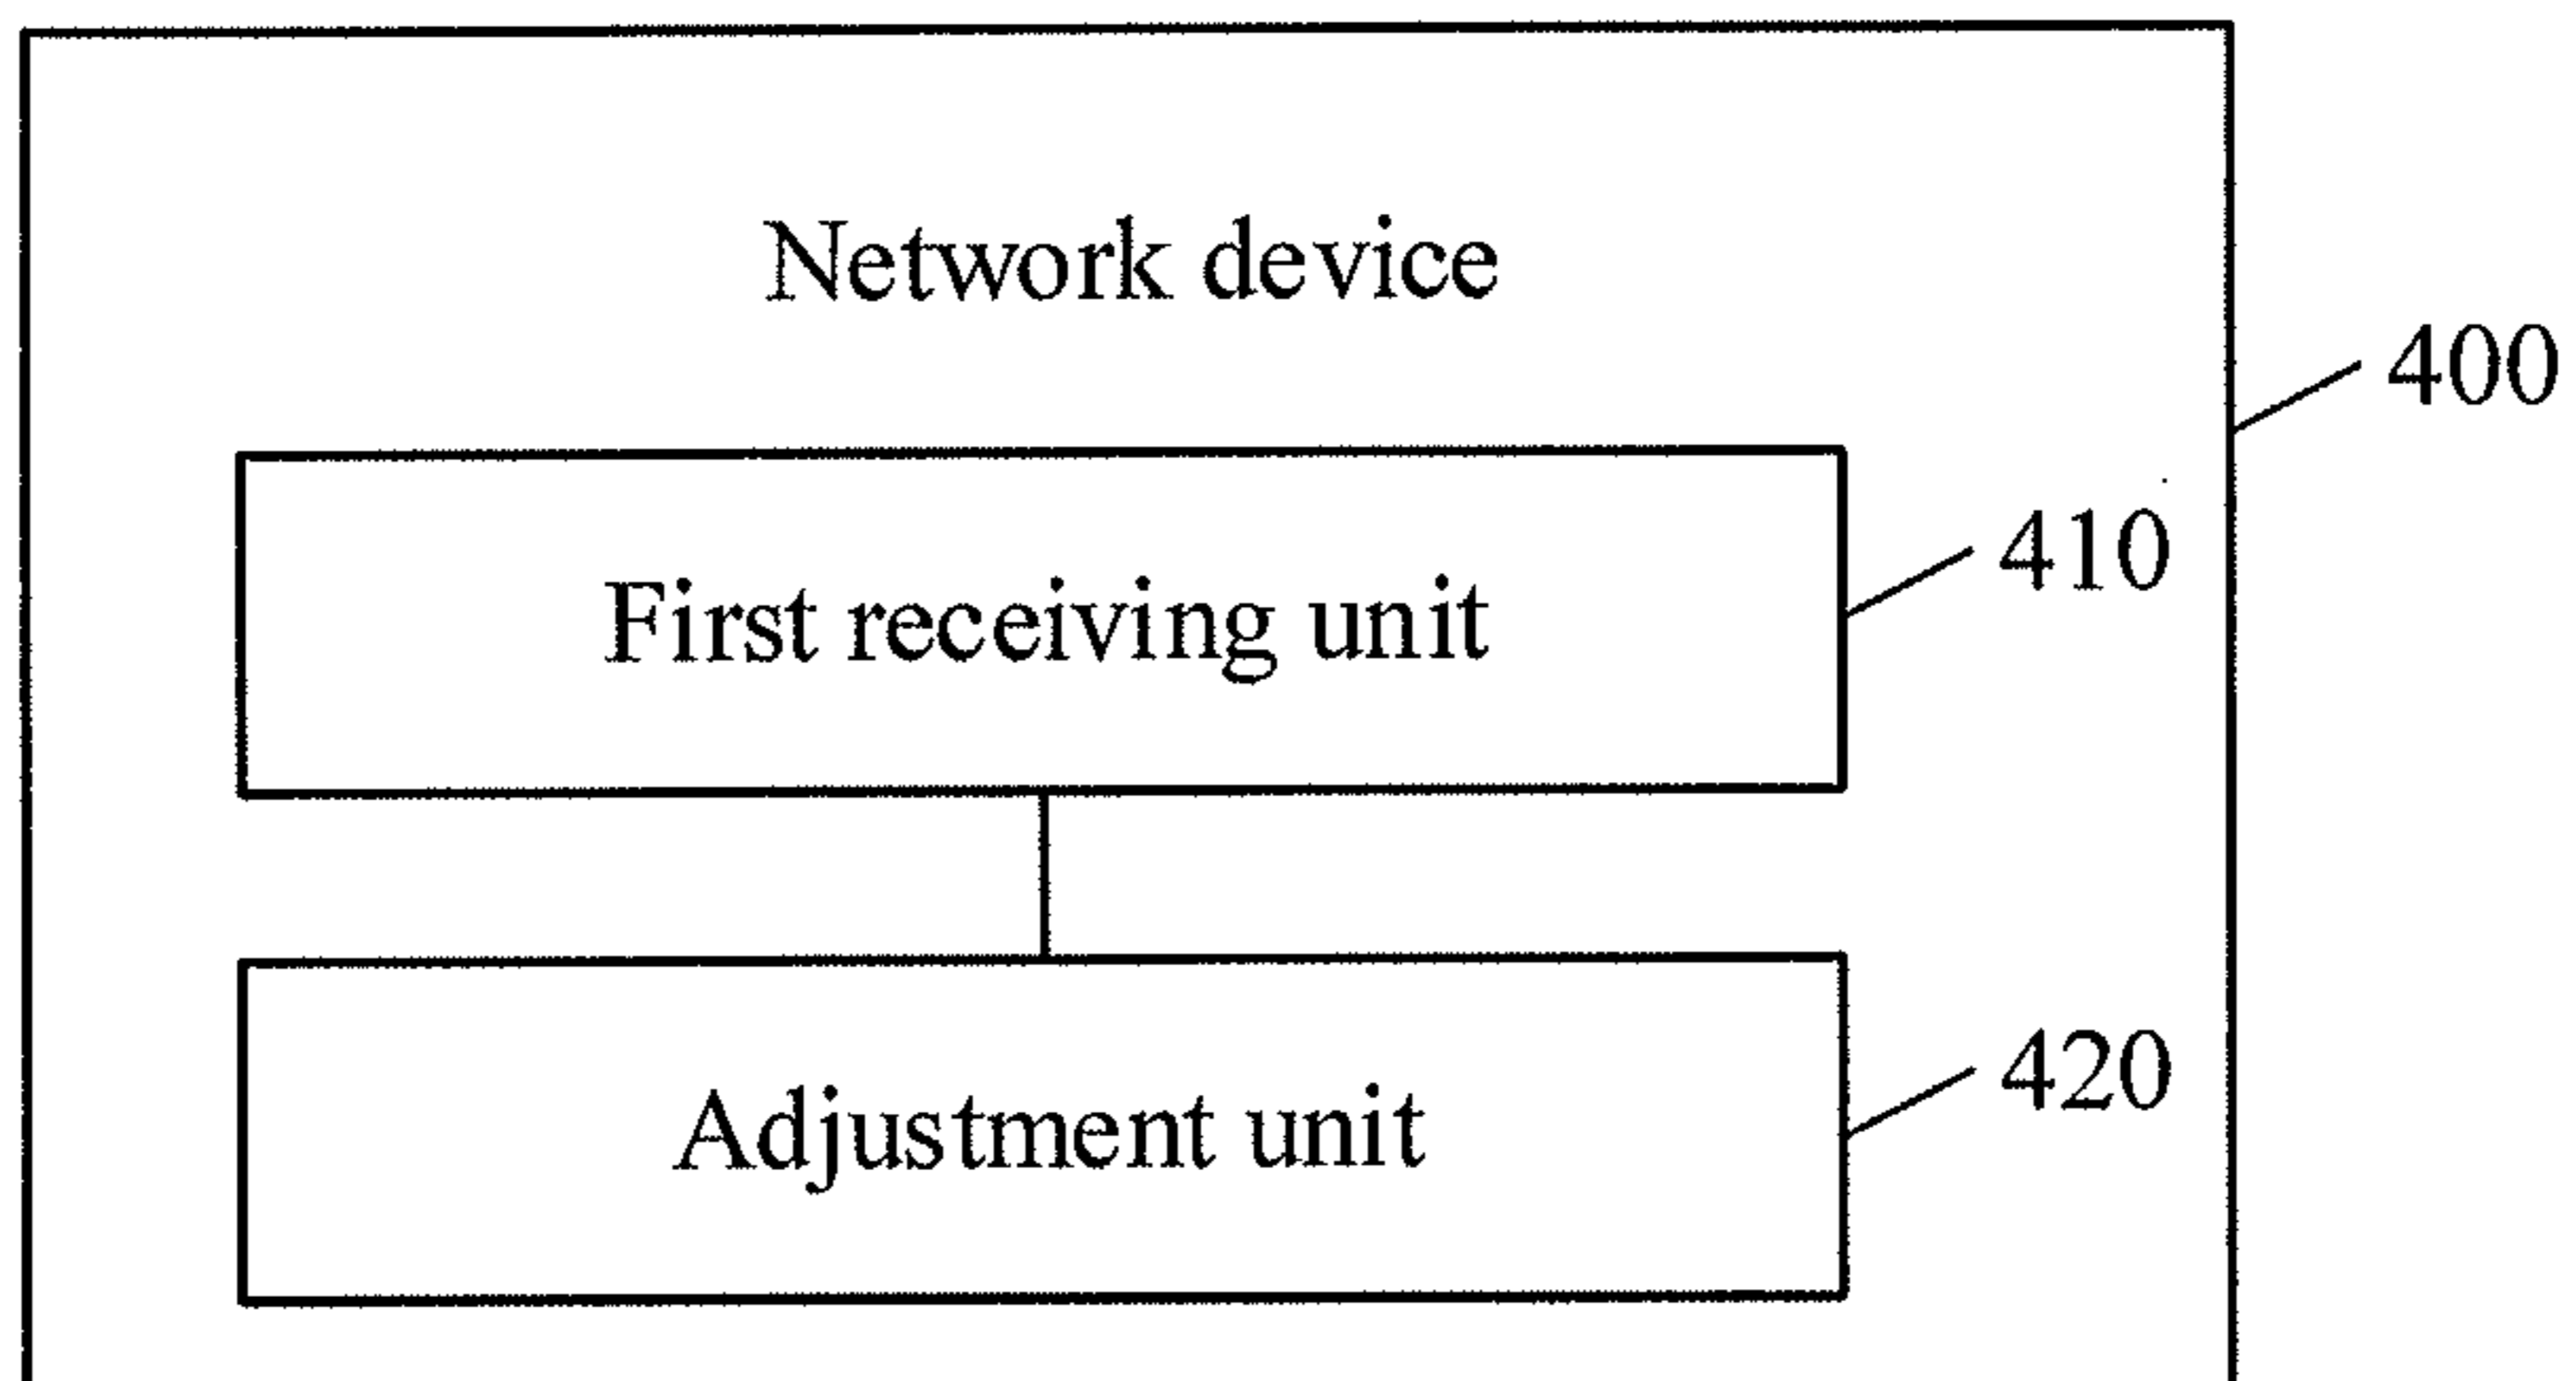 Network device
400
First receiving unit
410
Adjustment unit
420